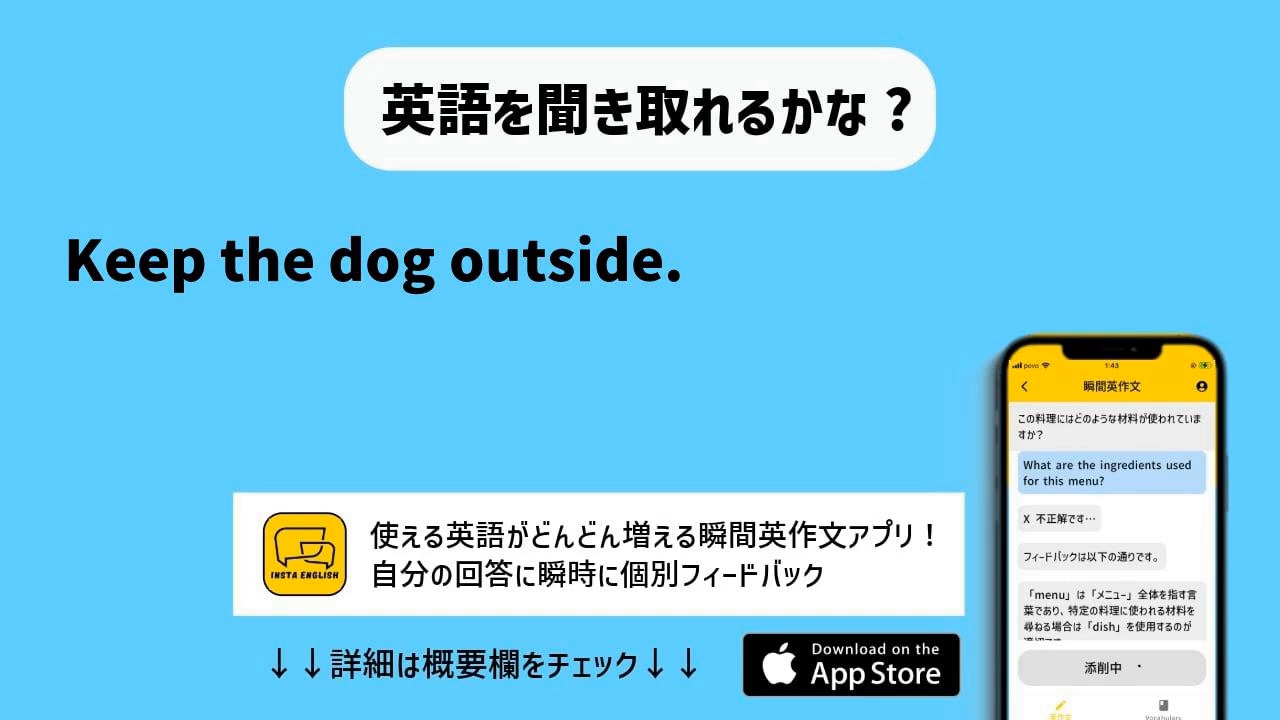 英語を聞き取れるかな？
Keep the dog outside.
povo 1:43
瞬間英作文
この料理にはどのような材料が使われていま
すか？
What are the ingredients used
for this menu?
X 不正解です…
フィードバックは以下の通りです。
「menu」は「メニュー」全体を指す言
葉であり、特定の料理に使われる材料を
尋ねる場合は「dish」を使用するのが
添削中
英作文 Vocabulary
INSTA ENGLISH
使える英語がどんどん増える瞬間英作文アプリ！
自分の回答に瞬時に個別フィードバック
↓↓詳細は概要欄をチェック↓↓
Download on the
App Store